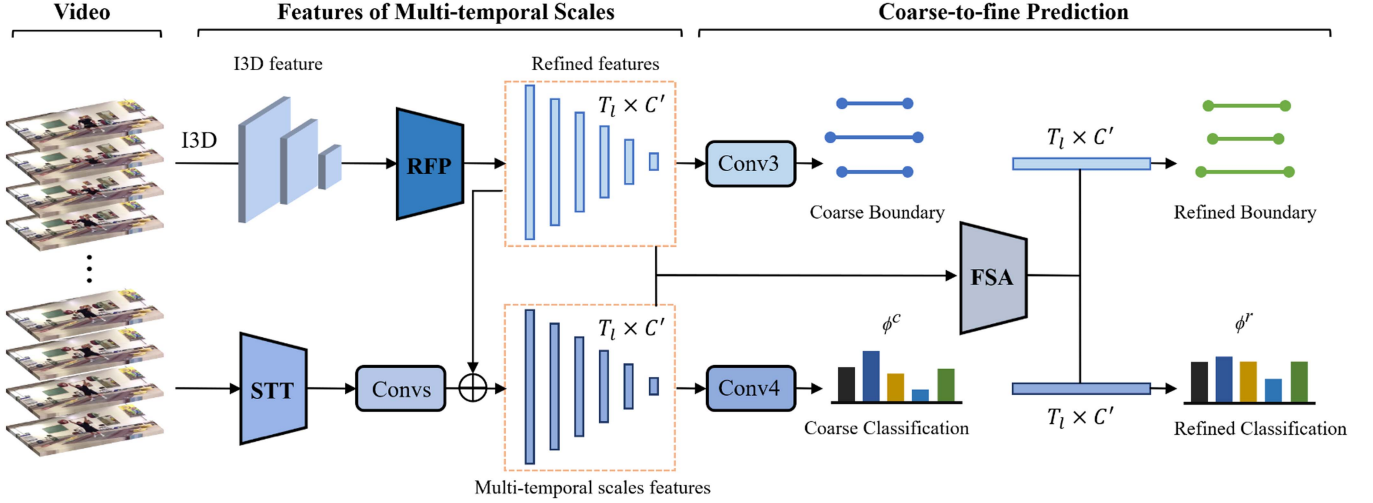 Video
Features of Multi-temporal Scales
Coarse-to-fine Prediction
I3D feature
Refined features
I3D
RFP
T_l × C′
Conv3
Coarse Boundary
T_l × C′
Refined Boundary
FSA
STT
Convs
T_l × C′
Conv4
ϕ^c
Coarse Classification
T_l × C′
ϕ^r
Refined Classification
Multi-temporal scales features